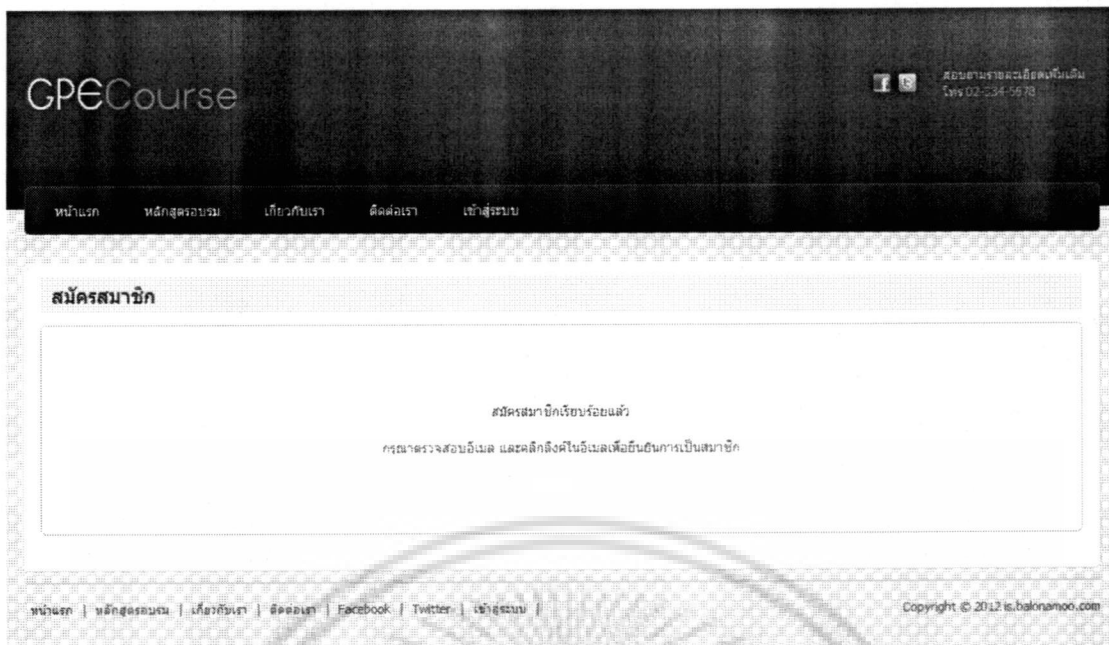 GPECourse
สอบถามรายละเอียดเพิ่มเติม
โทร 02-234-5678
หน้าแรก หลักสูตรอบรม เกี่ยวกับเรา ติดต่อเรา เข้าสู่ระบบ
สมัครสมาชิก
สมัครสมาชิกเรียบร้อยแล้ว
กรุณาตรวจสอบอีเมล และคลิกลิงค์ในอีเมลเพื่อยืนยันการเป็นสมาชิก
หน้าแรก | หลักสูตรอบรม | เกี่ยวกับเรา | ติดต่อเรา | Facebook | Twitter | เข้าสู่ระบบ |
Copyright © 2012 is.balonamoo.com